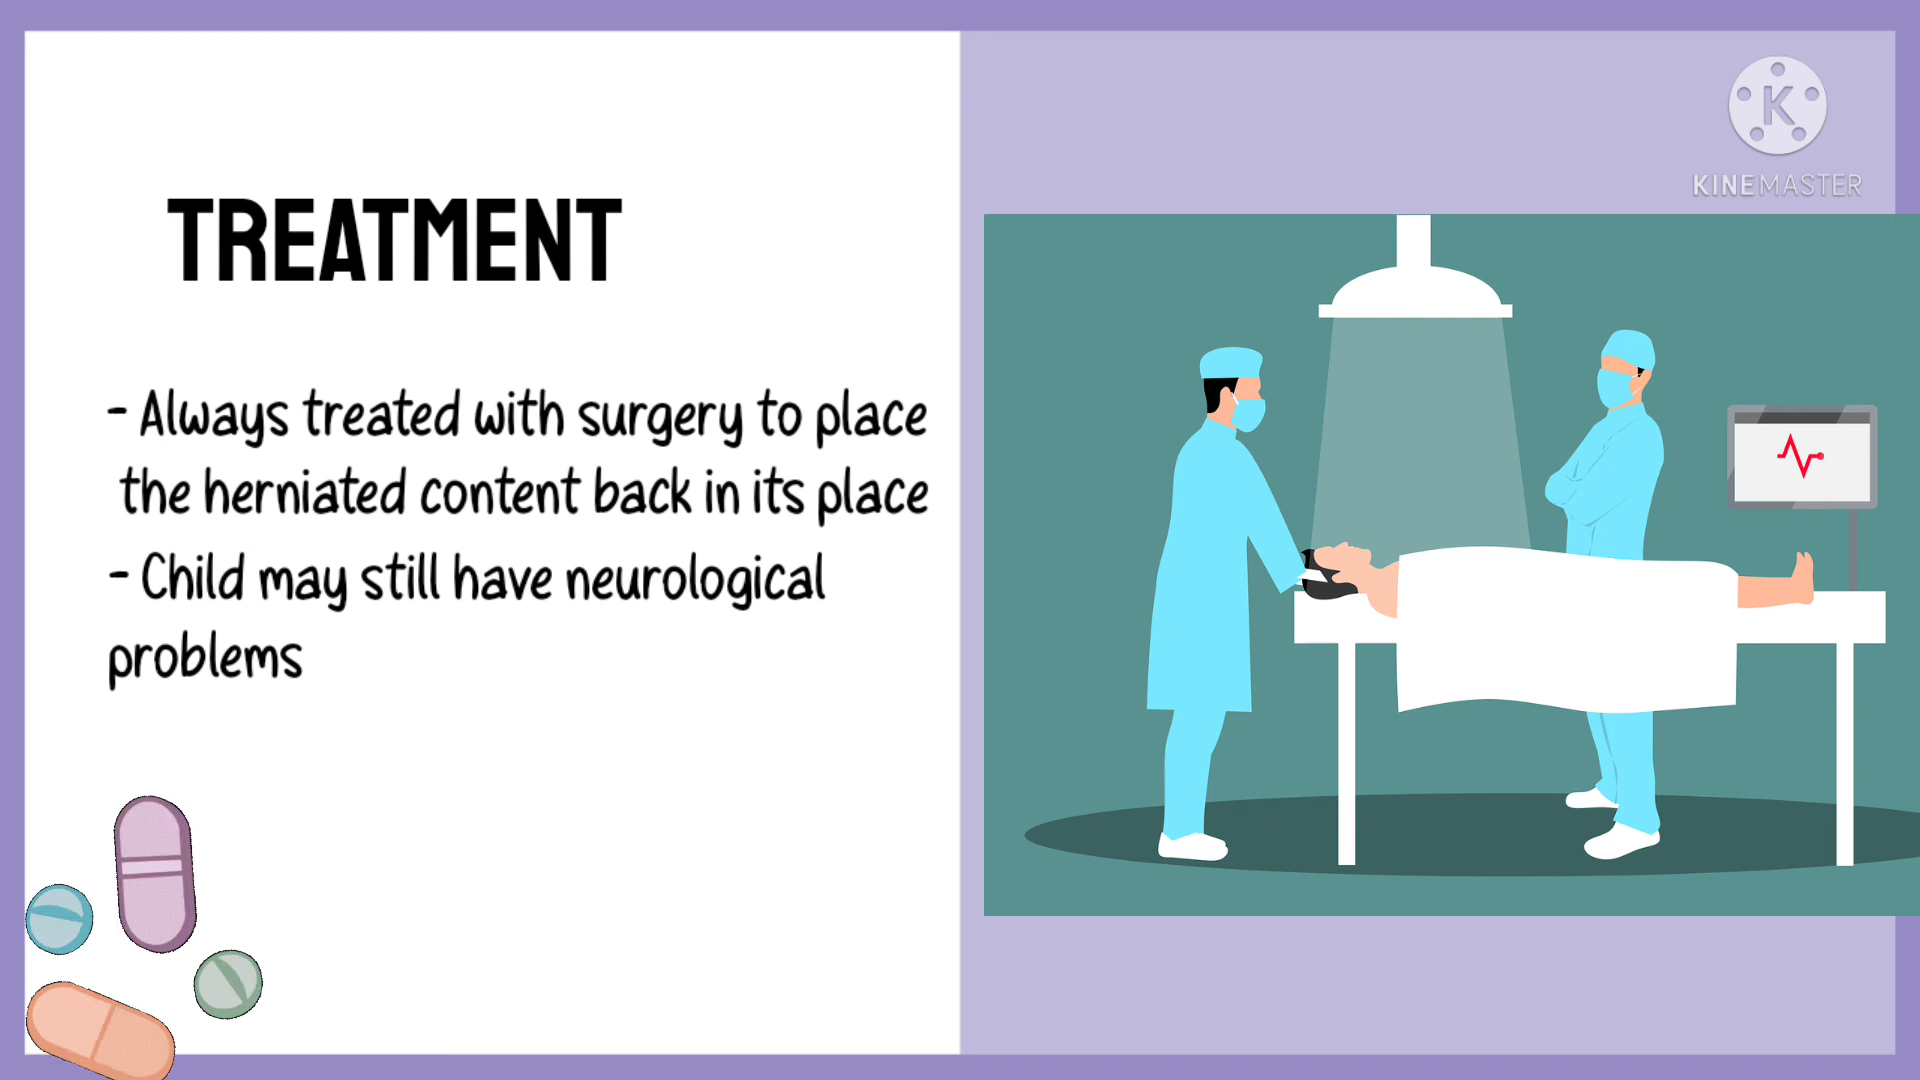 K
KINEMASTER
TREATMENT
- Always treated with surgery to place
the herniated content back in its place
- Child may still have neurological
problems